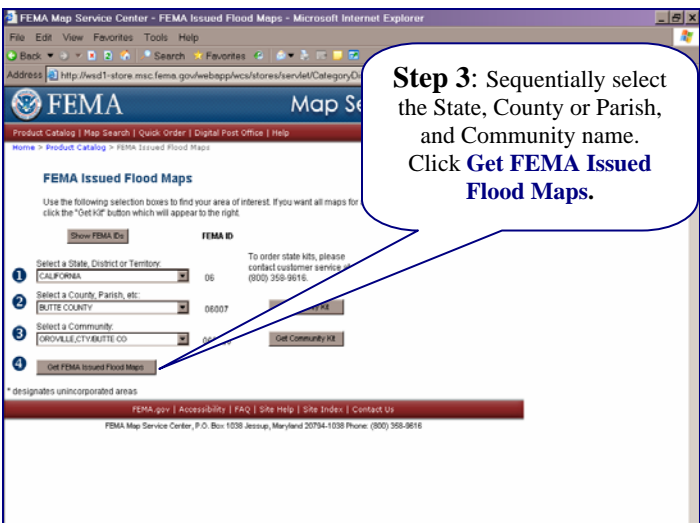 FEMA Map Service Center - FEMA Issued Flood Maps - Microsoft Internet Explorer
File Edit View Favorites Tools Help
Back Search Favorites
Address http://wsd1-store.msc.fema.gov/webapp/wcs/stores/servlet/CategoryDi
FEMA Map Se
Product Catalog | Map Search | Quick Order | Digital Post Office | Help
Home > Product Catalog > FEMA Issued Flood Maps
Step 3: Sequentially select
the State, County or Parish,
and Community name.
Click Get FEMA Issued
Flood Maps.
FEMA Issued Flood Maps
Use the following selection boxes to find your area of interest. If you want all maps for
click the "Get Kit" button which will appear to the right.
Show FEMA IDs FEMA ID
To order state kits, please
contact customer service
(800) 358-9616.
1 Select a State, District or Territory:
CALIFORNIA 06
2 Select a County, Parish, etc:
BUTTE COUNTY 06007 Kit
3 Select a Community:
OROVILLE,CTY/BUTTE CO Get Community Kit
4 Get FEMA Issued Flood Maps
* designates unincorporated areas
FEMA.gov | Accessibility | FAQ | Site Help | Site Index | Contact Us
FEMA Map Service Center, P.O. Box 1038 Jessup, Maryland 20794-1038 Phone: (800) 358-9616